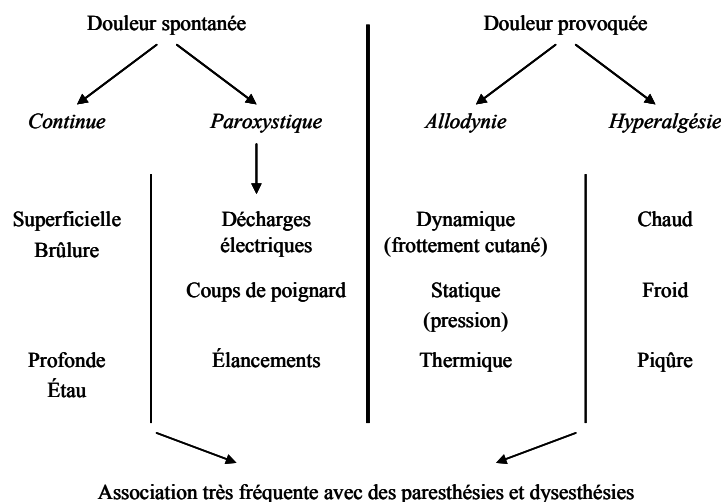 Douleur spontanée
Douleur provoquée
Continue
Paroxystique
Allodynie
Hyperalgésie
Superficielle
Brûlure
Décharges
électriques
Dynamique
(frottement cutané)
Chaud
Coups de poignard
Statique
(pression)
Froid
Profonde
Étau
Élancements
Thermique
Piqûre
Association très fréquente avec des paresthésies et dysesthésies